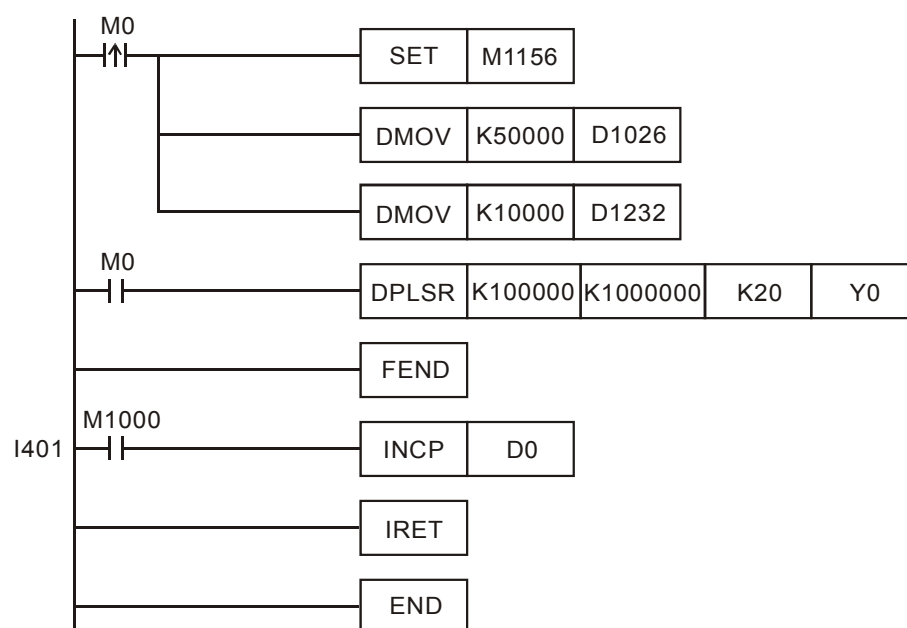 M0
SET M1156
DMOV K50000 D1026
DMOV K10000 D1232
M0
DPLSR K100000 K1000000 K20 Y0
FEND
M1000
I401 INCP D0
IRET
END